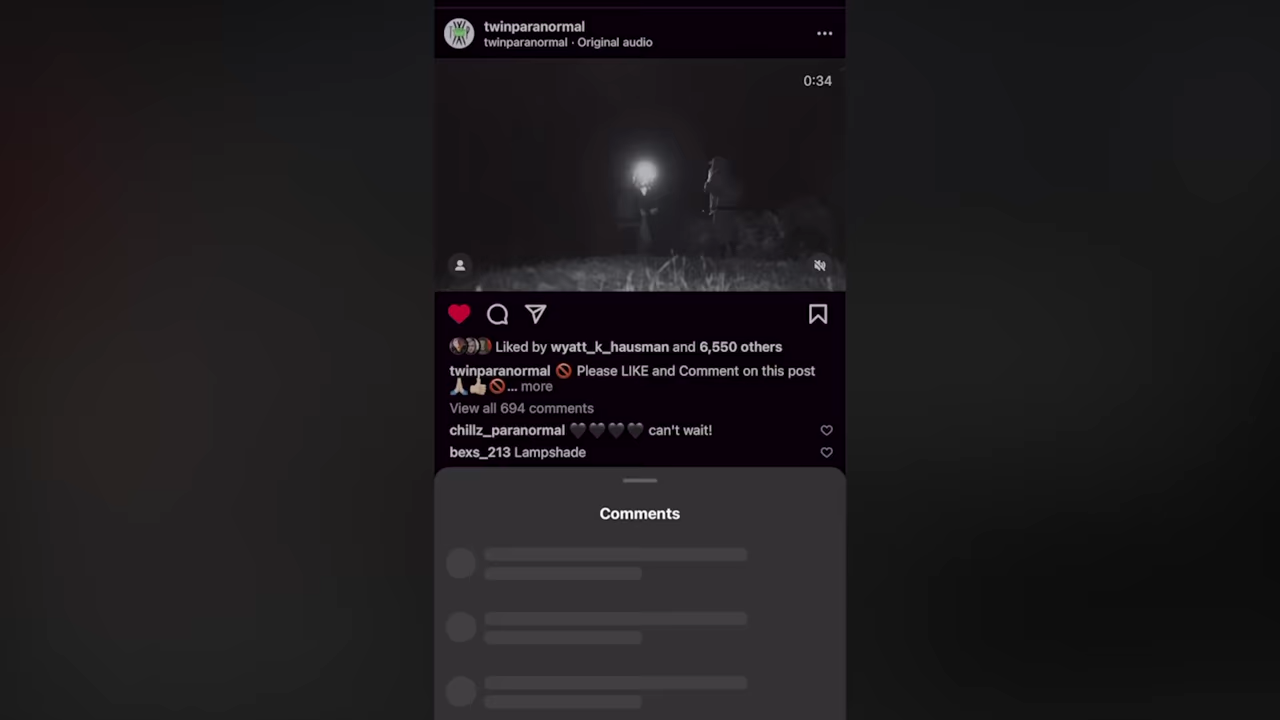 twinparanormal
twinparanormal · Original audio
0:34
Liked by wyatt_k_hausman and 6,550 others
twinparanormal 🚫 Please LIKE and Comment on this post
🙏🏻👍🏻🚫... more
View all 694 comments
chillz_paranormal 🖤🖤🖤🖤 can't wait!
bexs_213 Lampshade
Comments